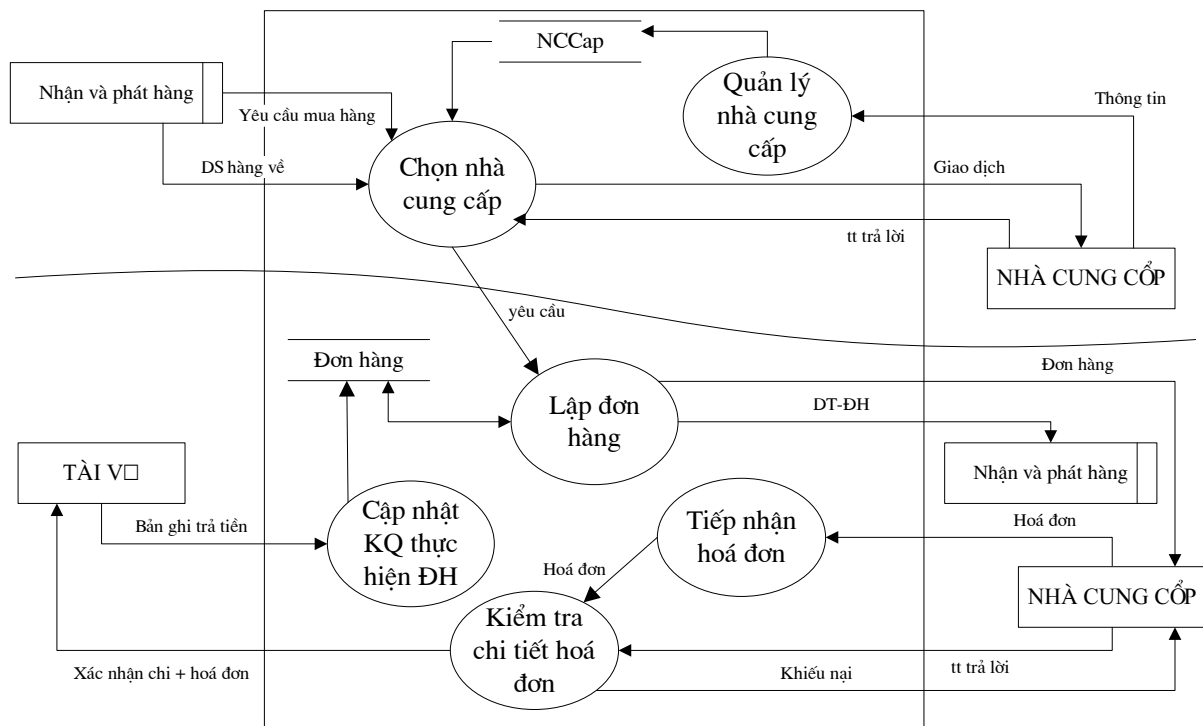 NCCap
Nhận và phát hàng
Yêu cầu mua hàng
Quản lý
nhà cung
cấp
Thông tin
DS hàng về
Chọn nhà
cung cấp
Giao dịch
tt trả lời
NHÀ CUNG CỔP
yêu cầu
Đơn hàng
Lập đơn
hàng
Đơn hàng
DT-ĐH
Nhận và phát hàng
TÀI V□
Bản ghi trả tiền
Cập nhật
KQ thực
hiện ĐH
Tiếp nhận
hoá đơn
Hoá đơn
Hoá đơn
NHÀ CUNG CỔP
Kiểm tra
chi tiết hoá
đơn
Xác nhận chi + hoá đơn
Khiếu nại
tt trả lời